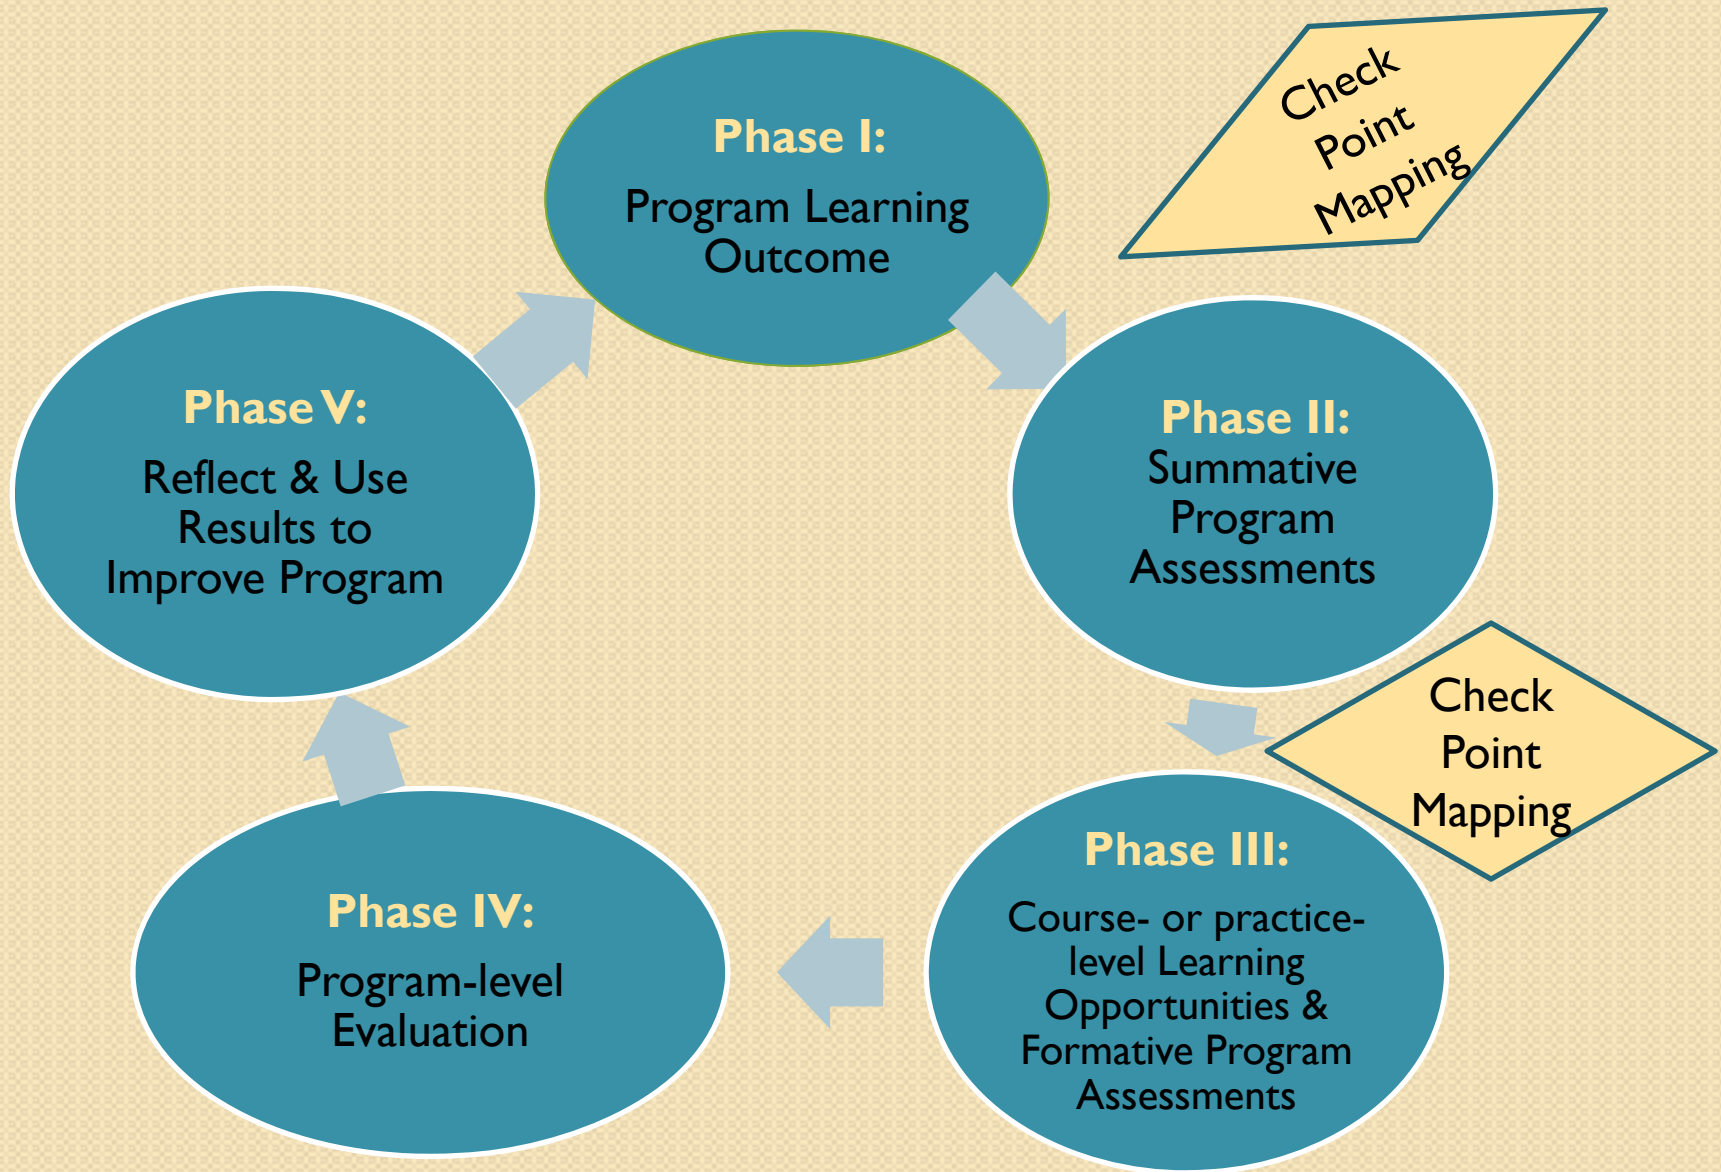 Phase I:
Program Learning
Outcome
Check
Point
Mapping
Phase II:
Summative
Program
Assessments
Check
Point
Mapping
Phase III:
Course- or practice-
level Learning
Opportunities &
Formative Program
Assessments
Phase IV:
Program-level
Evaluation
Phase V:
Reflect & Use
Results to
Improve Program